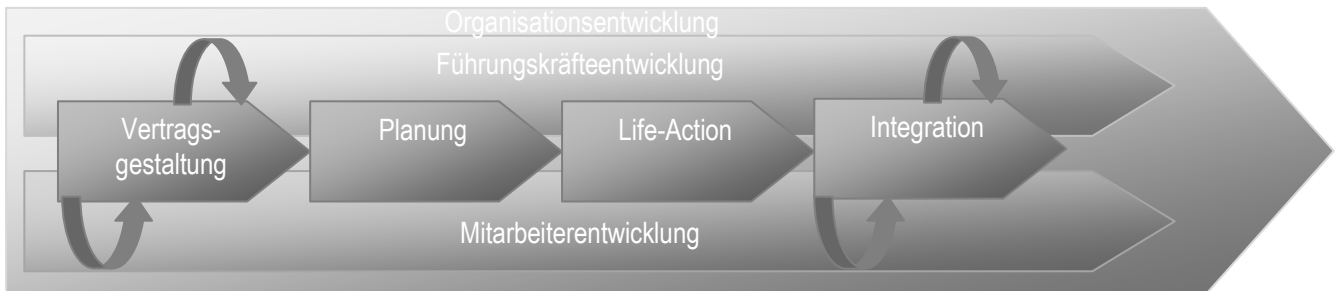 Organisationsentwicklung
Führungskräfteentwicklung
Vertrags-
gestaltung
Planung
Life-Action
Integration
Mitarbeiterentwicklung